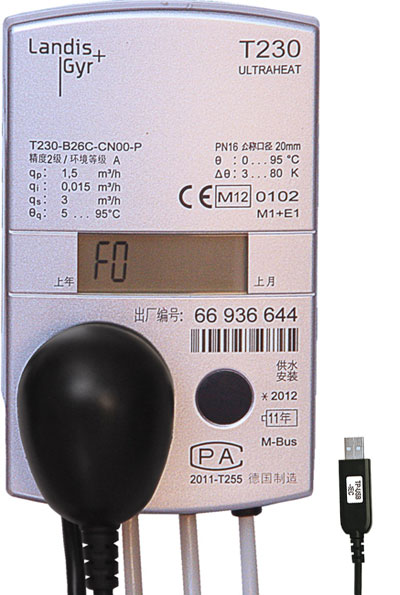 Landis+
Gyr
T230
ULTRAHEAT
T230-B26C-CN00-P
精度2级 / 环境等级 A
qp: 1,5 m³/h
qi: 0,015 m³/h
qs: 3 m³/h
θq: 5 ... 95°C
PN16 公称口径 20mm
θ : 0 ... 95 °C
Δθ: 3 ... 80 K
CE M12 0102
M1+E1
上年
F0
上月
出厂编号: 66 936 644
供水
安装
2012
11年
M-Bus
PA
C
2011-T255 德国制造
TP-USB
-IEC